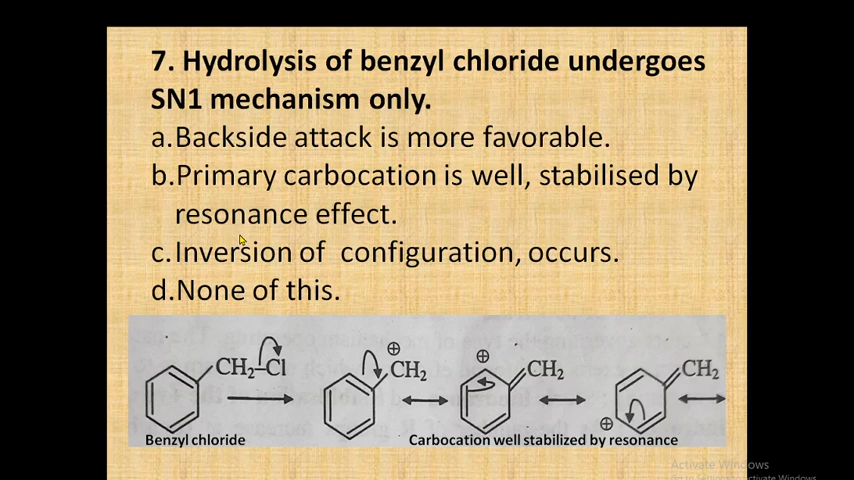 7. Hydrolysis of benzyl chloride undergoes
SN1 mechanism only.
a.Backside attack is more favorable.
b.Primary carbocation is well, stabilised by
resonance effect.
c.Inversion of configuration, occurs.
d.None of this.
CH2–Cl
⊕
CH2
⊕
CH2
CH2
⊕
Benzyl chloride
Carbocation well stabilized by resonance
Activate Windows